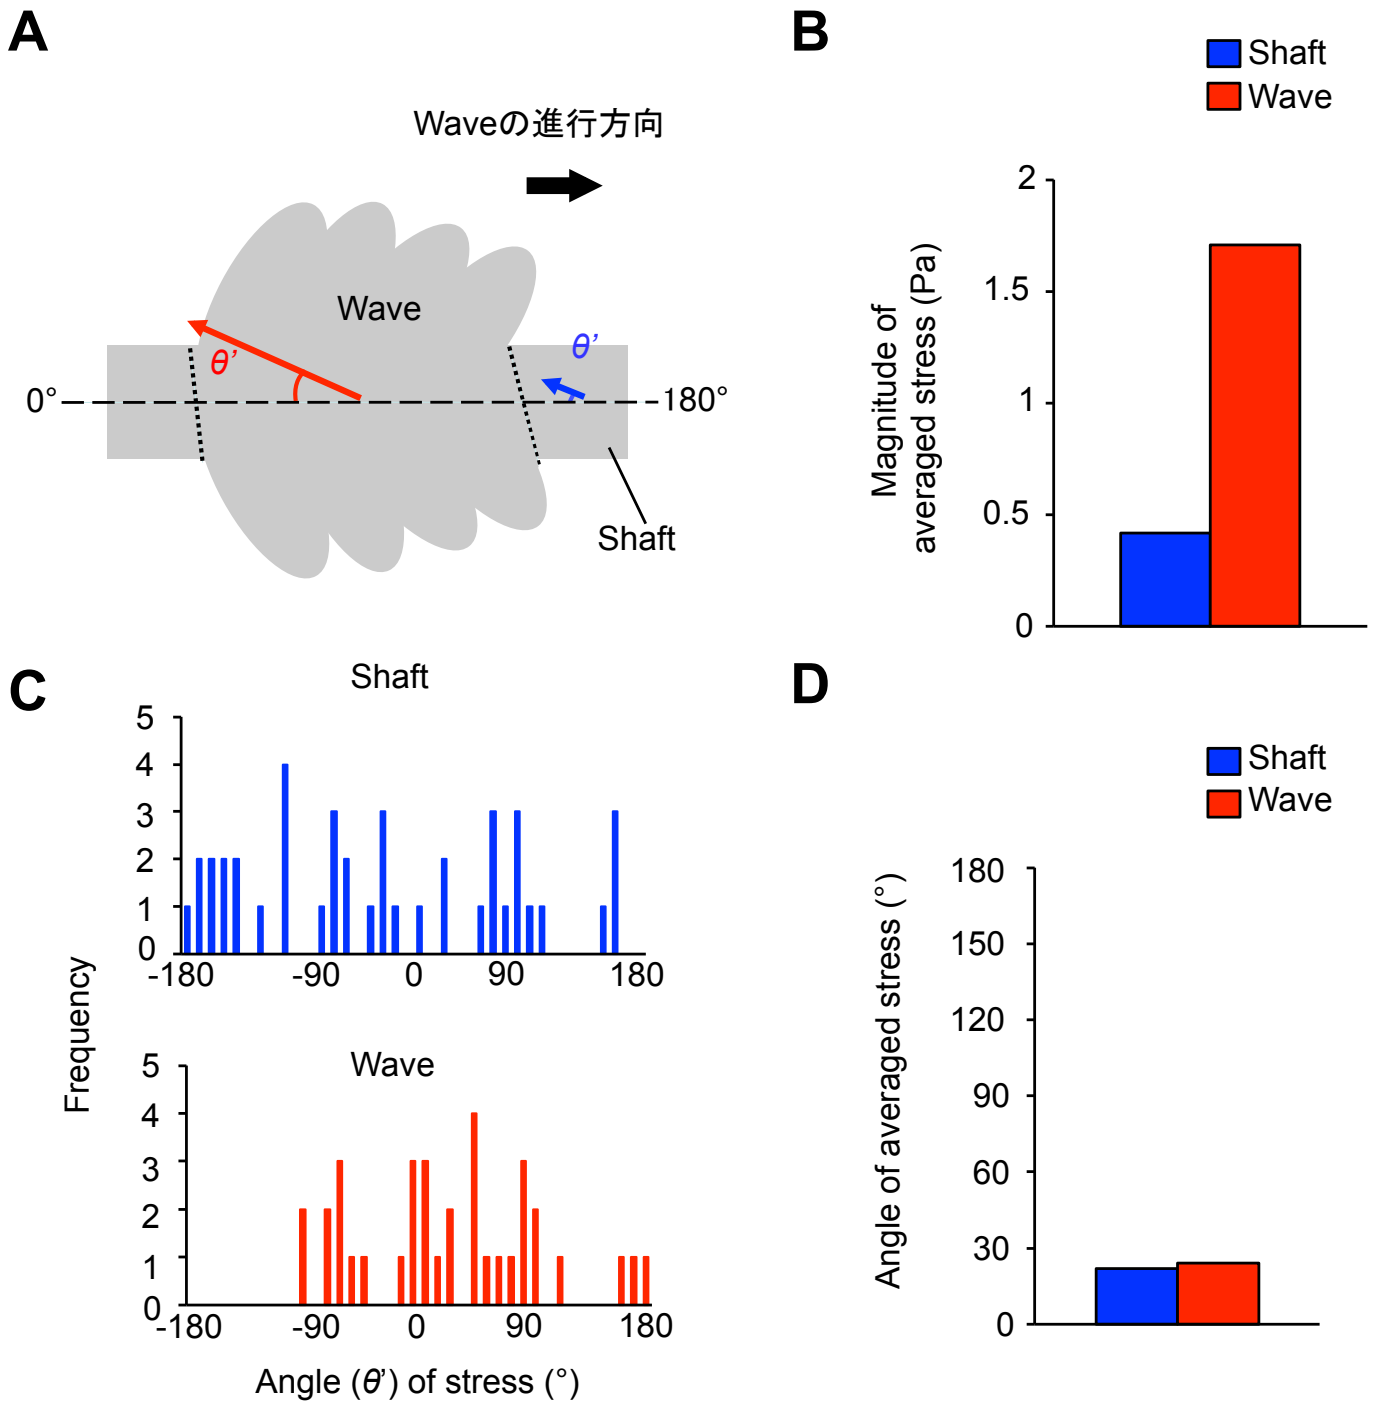 A
Waveの進行方向
Wave
θ’
θ’
0°
180°
Shaft
B
Shaft
Wave
Magnitude of
averaged stress (Pa)
2
1.5
1
0.5
0
C
Shaft
5
4
3
2
1
0
-180
-90
0
90
180
Frequency
Wave
5
4
3
2
1
0
-180
-90
0
90
180
Angle (θ’) of stress (°)
D
Shaft
Wave
Angle of averaged stress (°)
180
150
120
90
60
30
0